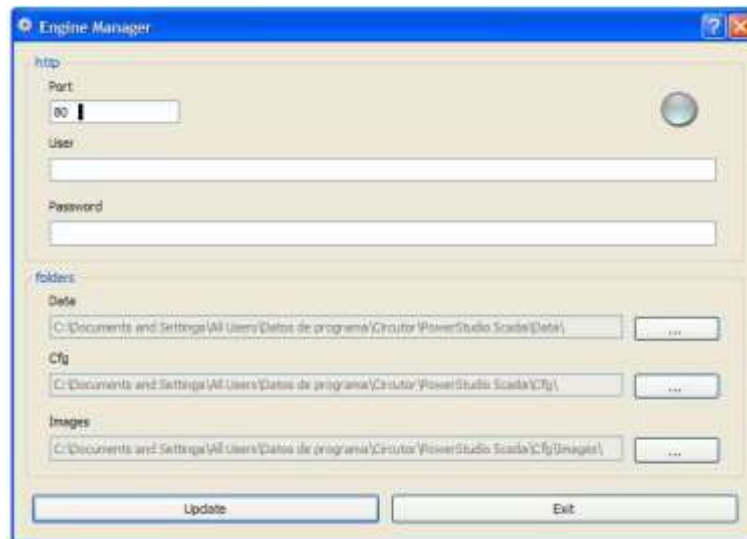 Engine Manager
http
Port
80
User
Password
folders
Data
C:\Documents and Settings\All Users\Datos de programa\Circutor\PowerStudio Scada\Data\
...
Cfg
C:\Documents and Settings\All Users\Datos de programa\Circutor\PowerStudio Scada\Cfg\
...
Images
C:\Documents and Settings\All Users\Datos de programa\Circutor\PowerStudio Scada\Cfg\Images\
...
Update
Exit